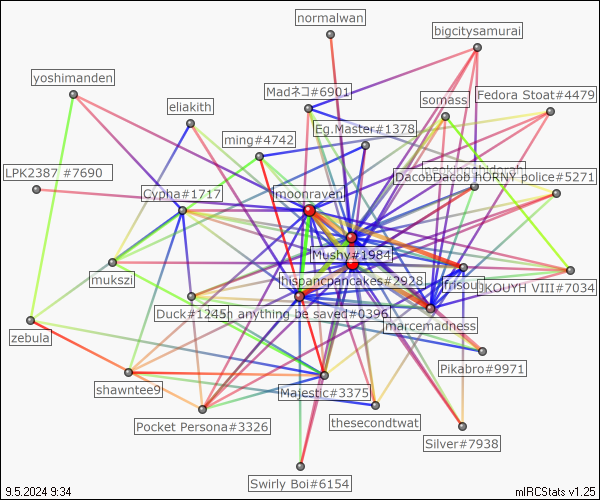 normalwan
bigcitysamurai
yoshimanden
Madネコ#6901
Fedora Stoat#4479
somass
eliakith
Eg.Master#1378
ming#4742
LPK2387 #7690
HORNY police#5271
Cypha#1717
moonraven
Mushy#1984
mukszi
hispancpancakes#2928
frisou
KOUYH VIII#7034
Duck#1245
n anything be saved#0396
marcemadness
zebula
Pikabro#9971
shawntee9
Majestic#3375
Pocket Persona#3326
thesecondtwat
Silver#7938
Swirly Boi#6154
9.5.2024 9:34
mIRCStats v1.25